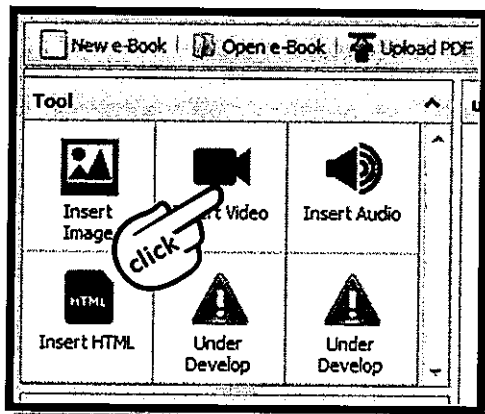 New e-Book | Open e-Book | Upload PDF
Tool
Insert Image
Insert Video
Insert Audio
click
Insert HTML
HTML
Under Develop
Under Develop